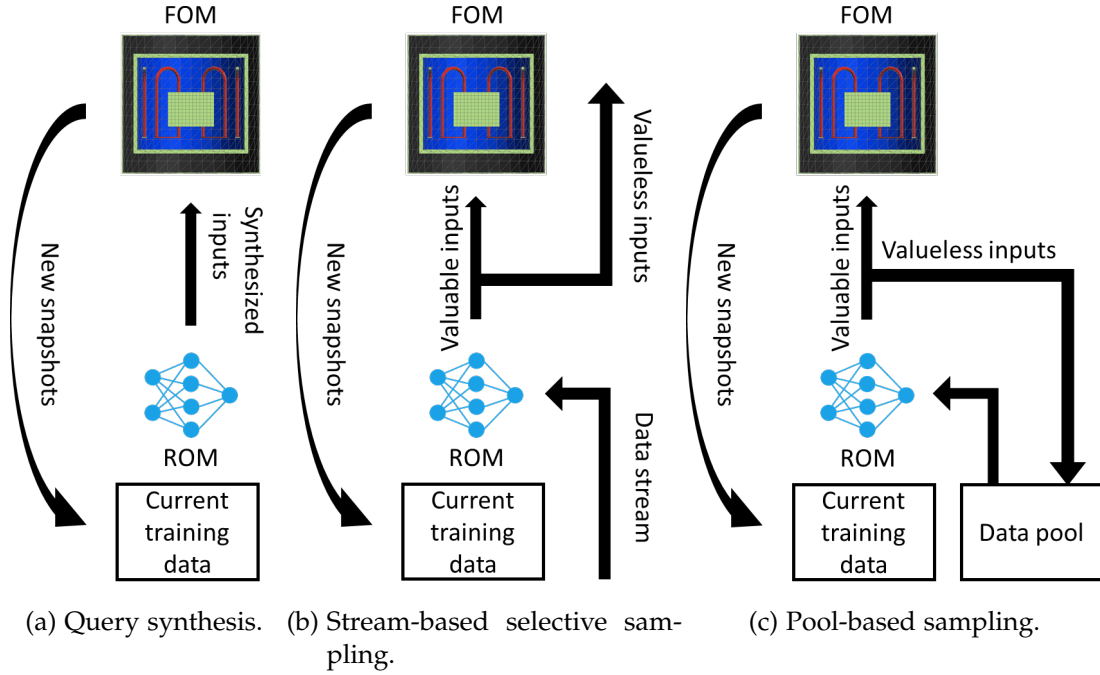 FOM
New snapshots
Synthesized
inputs
ROM
Current
training
data
(a) Query synthesis.
FOM
New snapshots
Valuable inputs
Valueless inputs
ROM
Data stream
Current
training
data
(b) Stream-based selective sam-
pling.
FOM
New snapshots
Valuable inputs
Valueless inputs
ROM
Current
training
data
Data pool
(c) Pool-based sampling.